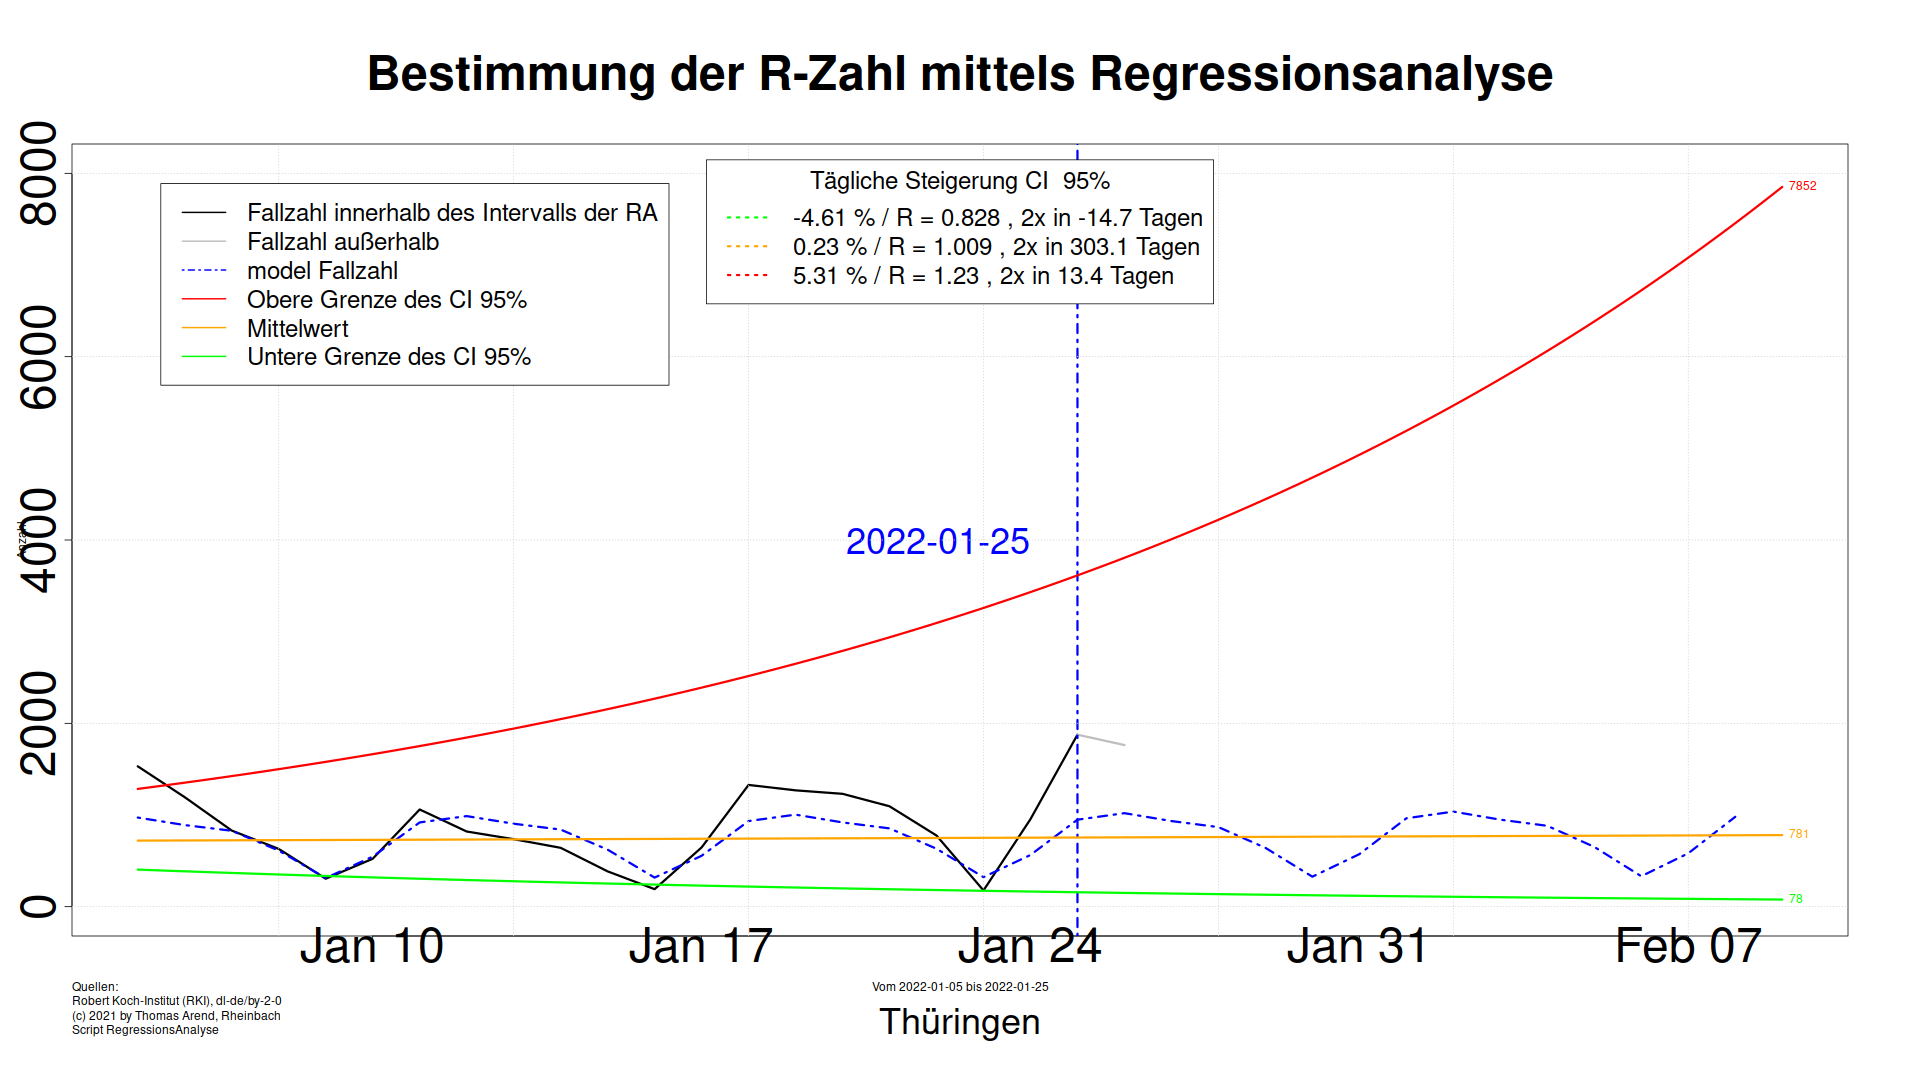 Bestimmung der R-Zahl mittels Regressionsanalyse
8000
6000
4000
2000
0
Anzahl
Fallzahl innerhalb des Intervalls der RA
Fallzahl außerhalb
model Fallzahl
Obere Grenze des CI 95%
Mittelwert
Untere Grenze des CI 95%
Tägliche Steigerung CI 95%
-4.61 % / R = 0.828 , 2x in -14.7 Tagen
0.23 % / R = 1.009 , 2x in 303.1 Tagen
5.31 % / R = 1.23 , 2x in 13.4 Tagen
7852
2022-01-25
781
78
Jan 10 Jan 17 Jan 24 Jan 31 Feb 07
Quellen:
Robert Koch-Institut (RKI), dl-de/by-2-0
(c) 2021 by Thomas Arend, Rheinbach
Script RegressionsAnalyse
Vom 2022-01-05 bis 2022-01-25
Thüringen